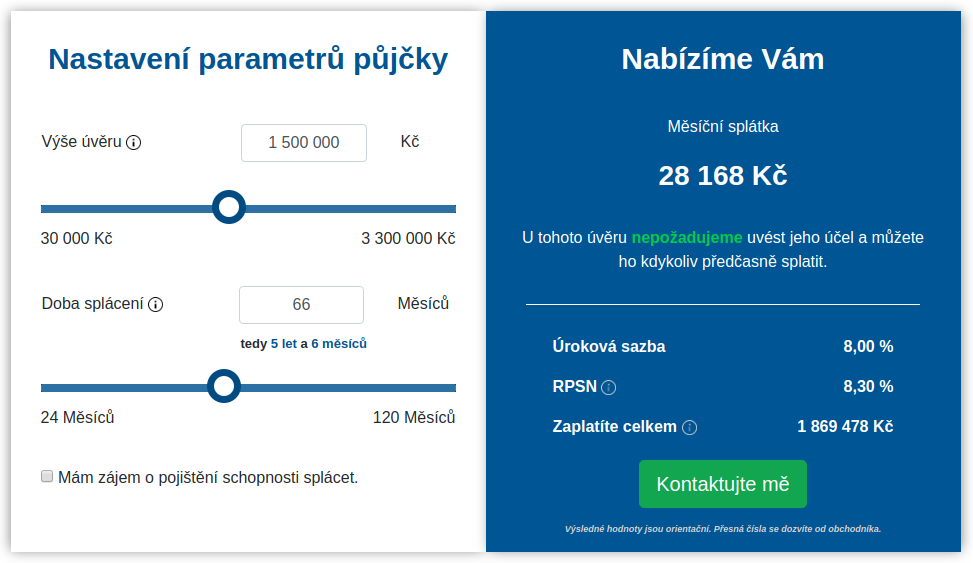 Nastavení parametrů půjčky
Výše úvěru
1 500 000
Kč
30 000 Kč
3 300 000 Kč
Doba splácení
66
Měsíců
tedy 5 let a 6 měsíců
24 Měsíců
120 Měsíců
Mám zájem o pojištění schopnosti splácet.
Nabízíme Vám
Měsíční splátka
28 168 Kč
U tohoto úvěru nepožadujeme uvést jeho účel a můžete
ho kdykoliv předčasně splatit.
Úroková sazba
8,00 %
RPSN
8,30 %
Zaplatíte celkem
1 869 478 Kč
Kontaktujte mě
Výsledné hodnoty jsou orientační. Přesná čísla se dozvíte od obchodníka.